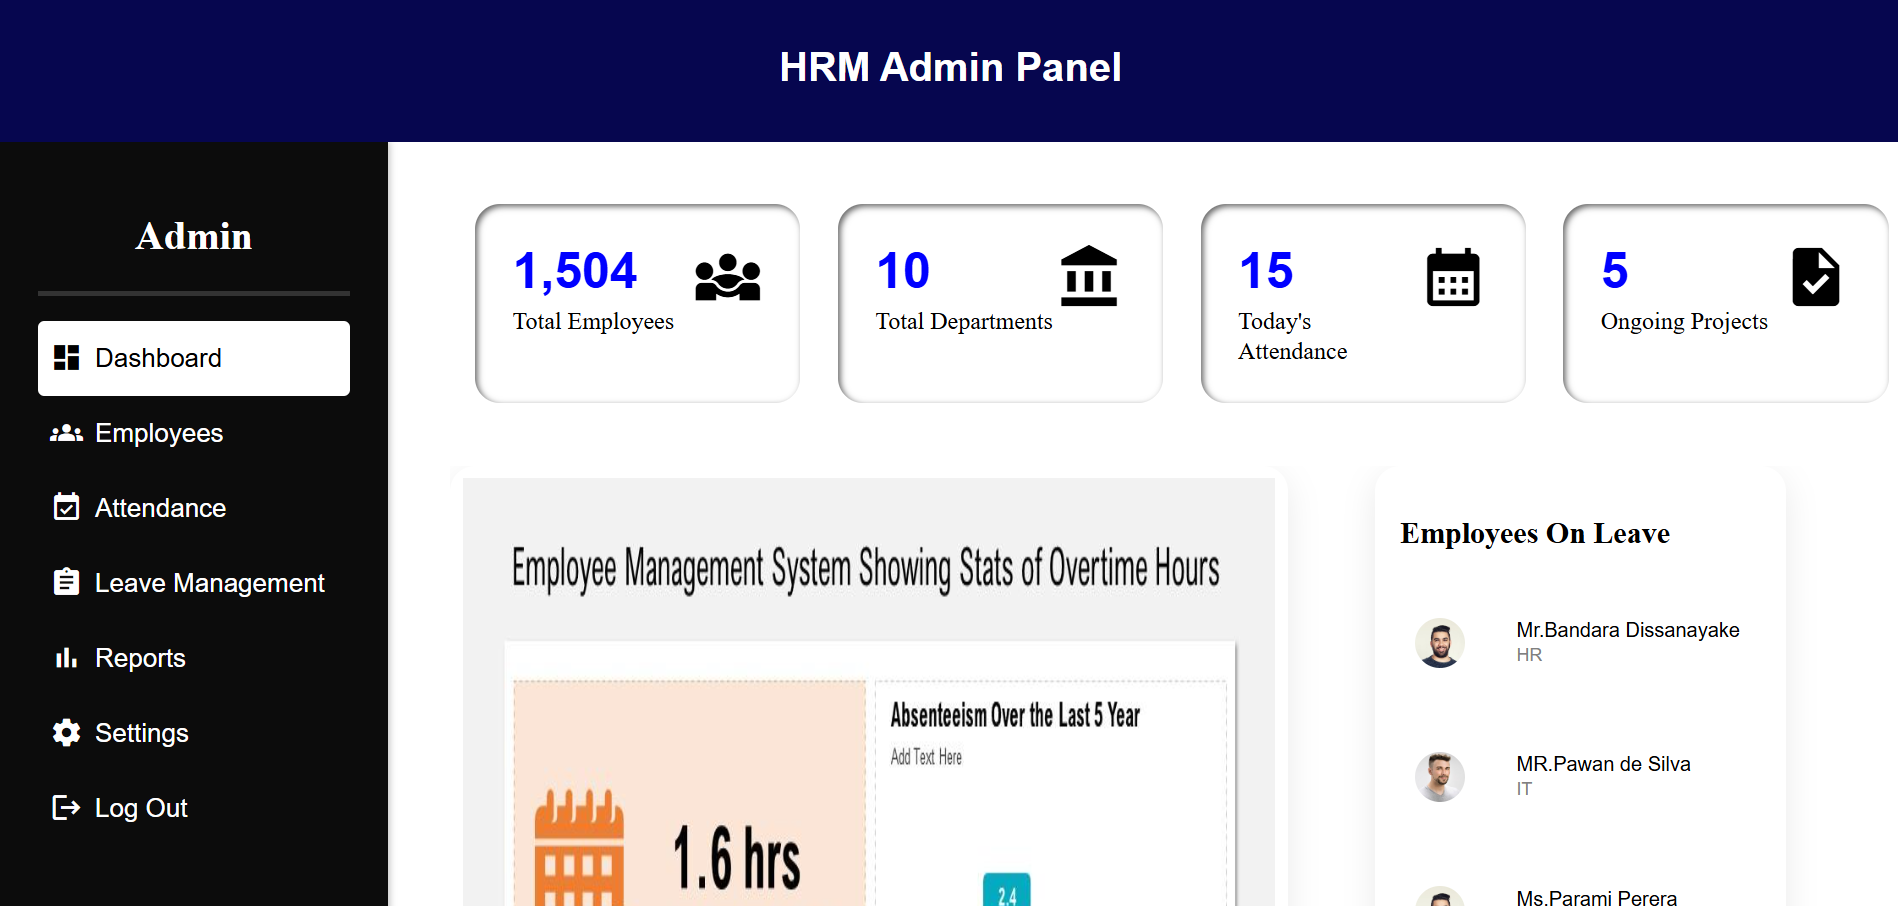 HRM Admin Panel
Admin
Dashboard
Employees
Attendance
Leave Management
Reports
Settings
Log Out
1,504
Total Employees
10
Total Departments
15
Today's
Attendance
5
Ongoing Projects
Employee Management System Showing Stats of Overtime Hours
1.6 hrs
Absenteeism Over the Last 5 Year
Add Text Here
2.4
Employees On Leave
Mr.Bandara Dissanayake
HR
MR.Pawan de Silva
IT
Ms.Parami Perera